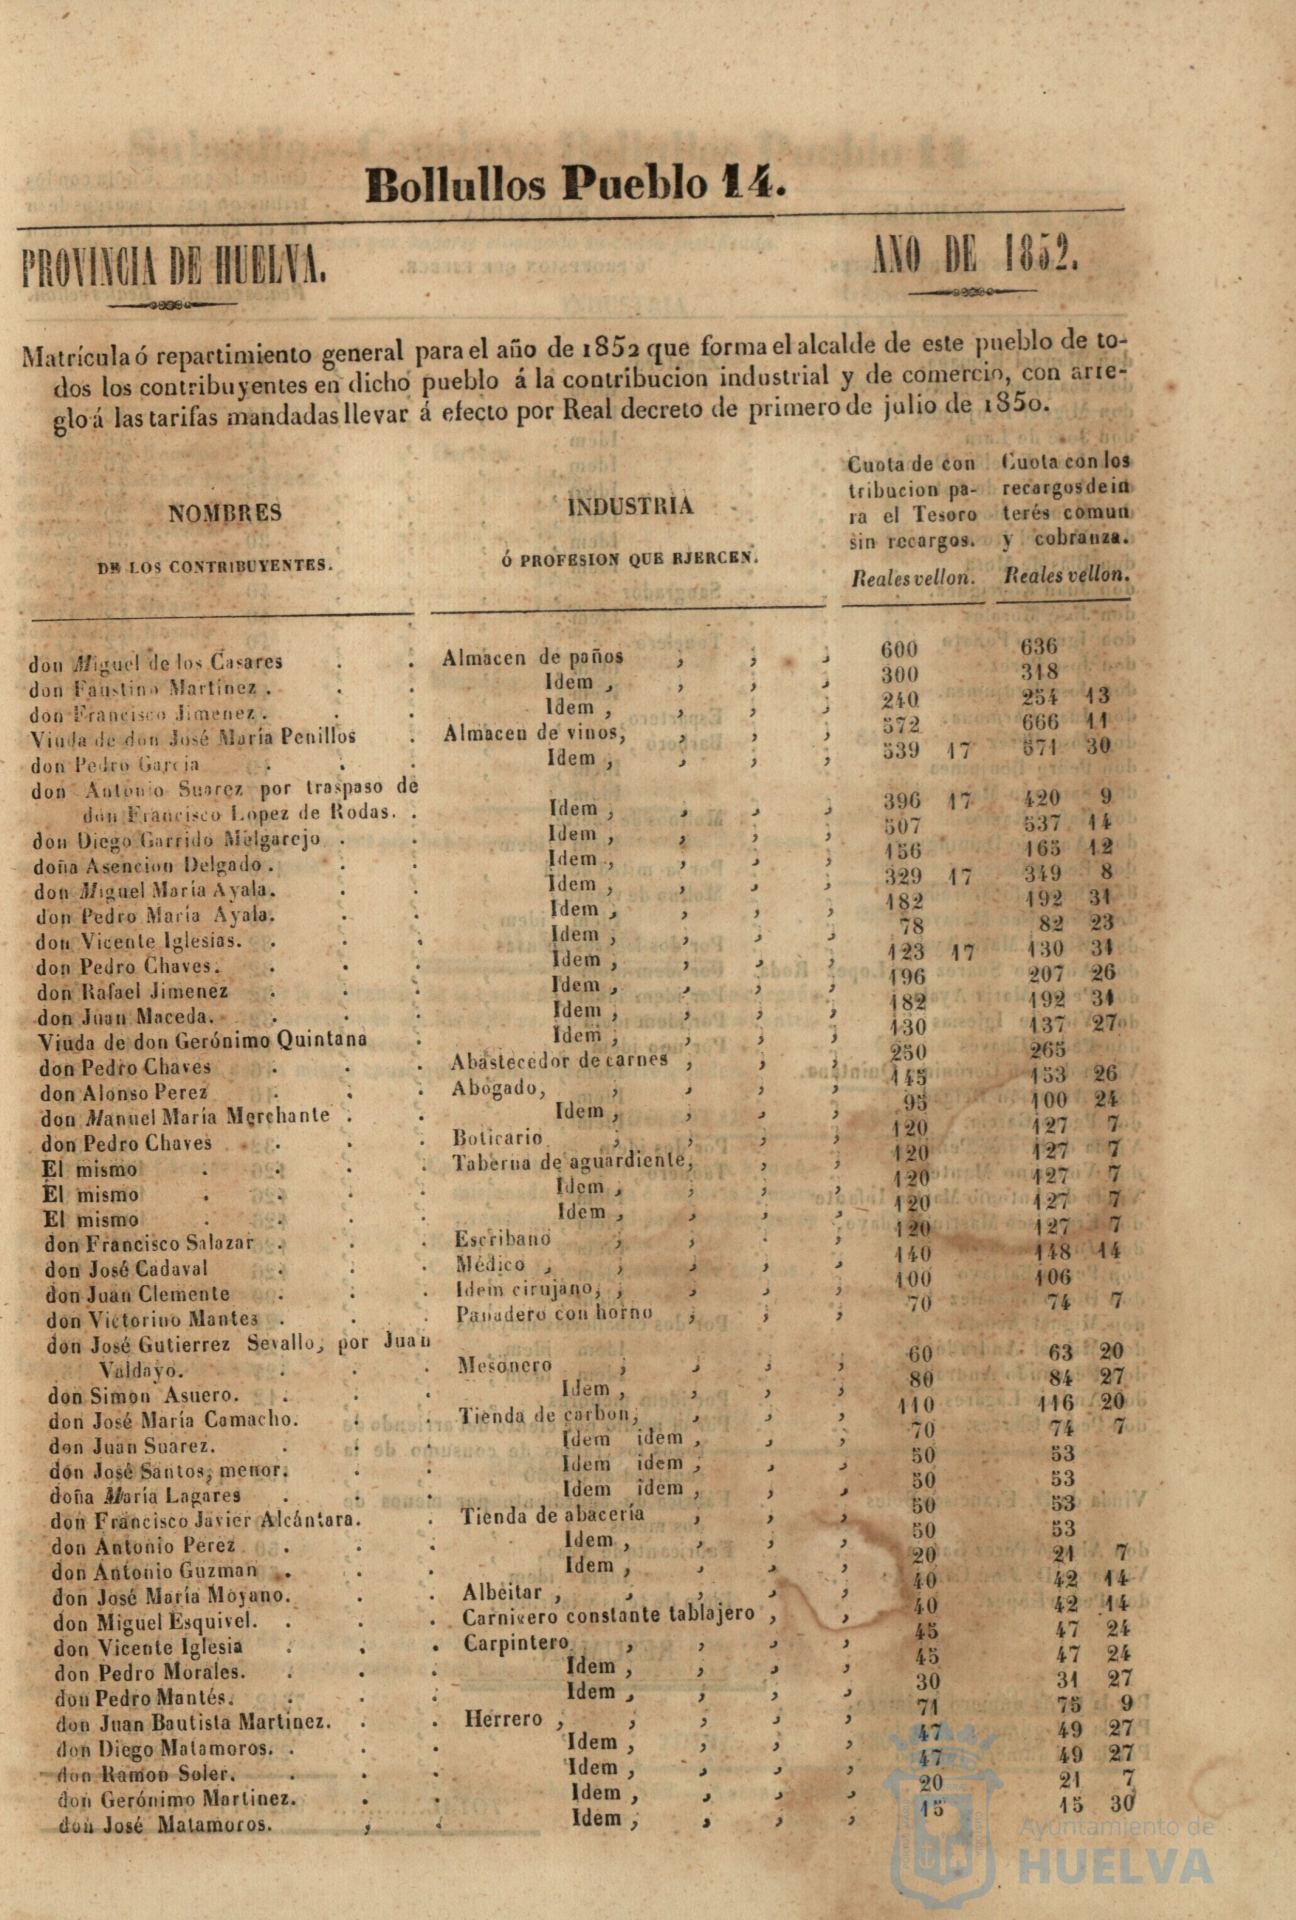 Bollullos Pueblo 14.
PROVINCIA DE HUELVA. AÑO DE 1852.
Matrícula ó repartimiento general para el año de 1852 que forma el alcalde de este pueblo de to-
dos los contribuyentes en dicho pueblo á la contribucion industrial y de comercio, con arre-
glo á las tarifas mandadas llevar á efecto por Real decreto de primero de julio de 1850.
NOMBRES
DE LOS CONTRIBUYENTES.
INDUSTRIA
Ó PROFESION QUE EJERCEN.
Cuota de con
tribucion pa-
ra el Tesoro
sin recargos.
Reales vellon.
Cuota con los
recargos de in
terés comun
y cobranza.
Reales vellon.
don Miguel de los Casares . . Almacen de paños , , , 600 636
don Faustino Martinez . . . Idem , , , , 300 318
don Francisco Jimenez . . . Idem , , , , 240 254 13
Viuda de don José María Penillos . Almacen de vinos, , , , 572 666 11
don Pedro Garcia . . . Idem , , , , 539 17 571 30
don Antonio Suarez por traspaso de
don Francisco Lopez de Rodas. . Idem , , , , 396 17 420 9
don Diego Garrido Melgarejo . . Idem , , , , 507 537 14
doña Asencion Delgado . . . Idem , , , , 156 165 12
don Miguel María Ayala. . . Idem , , , , 329 17 349 8
don Pedro María Ayala. . . Idem , , , , 182 192 31
don Vicente Iglesias. . . . Idem , , , , 78 82 23
don Pedro Chaves. . . . Idem , , , , 123 17 130 31
don Rafael Jimenez . . . Idem , , , , 196 207 26
don Juan Maceda. . . . Idem , , , , 182 192 31
Viuda de don Gerónimo Quintana . Idem , , , , 130 137 27
don Pedro Chaves . . . Abastecedor de carnes , , , 250 265
don Alonso Perez . . . Abogado, , , , , 145 153 26
don Manuel María Merchante . . Idem , , , , 95 100 24
don Pedro Chaves . . . Boticario , , , , 120 127 7
El mismo . . . . Taberna de aguardiente, , , 120 127 7
El mismo . . . . Idem , , , , 120 127 7
El mismo . . . . Idem , , , , 120 127 7
don Francisco Salazar . . . Escribano , , , , 120 127 7
don José Cadaval . . . Médico , , , , , 140 148 14
don Juan Clemente . . . Idem cirujano, , , , , 100 106
don Victorino Mantes . . . Panadero con horno , , , 70 74 7
don José Gutierrez Sevallo, por Juan
Valdayo. . . . Mesonero , , , , 60 63 20
don Simon Asuero. . . . Idem , , , , 80 84 27
don José María Camacho. . . Tienda de carbon, , , , 110 116 20
don Juan Suarez. . . . Idem idem , , , 70 74 7
don José Santos, menor. . . Idem idem , , , 50 53
doña María Lagares . . . Idem idem , , , 50 53
don Francisco Javier Alcántara. . Tienda de abacería , , , 50 53
don Antonio Perez . . . Idem , , , , 50 53
don Antonio Guzman . . . Idem , , , , 20 21 7
don José María Moyano. . . Albeitar , , , , , 40 42 14
don Miguel Esquivel. . . . Carnicero constante tablajero , , 40 42 14
don Vicente Iglesia . . . Carpintero , , , , 45 47 24
don Pedro Morales. . . . Idem , , , , 45 47 24
don Pedro Mantés. . . . Idem , , , , 30 31 27
don Juan Bautista Martinez. . . Herrero , , , , , 71 75 9
don Diego Matamoros. . . . Idem , , , , 47 49 27
don Ramon Soler. . . . Idem , , , , 47 49 27
don Gerónimo Martinez. . . Idem , , , , 20 21 7
don José Matamoros. , , Idem , , , , 15 15 30
Ayuntamiento de
HUELVA